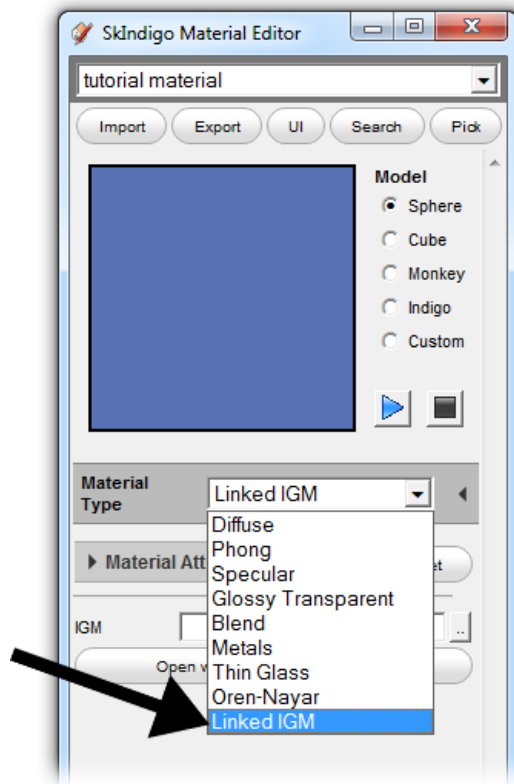 SkIndigo Material Editor
tutorial material
Import Export UI Search Pick
Model
Sphere
Cube
Monkey
Indigo
Custom
Material
Type
Linked IGM
Diffuse
Phong
Specular
Glossy Transparent
Blend
Metals
Thin Glass
Oren-Nayar
Linked IGM
Material Att
et
IGM
..
Open w